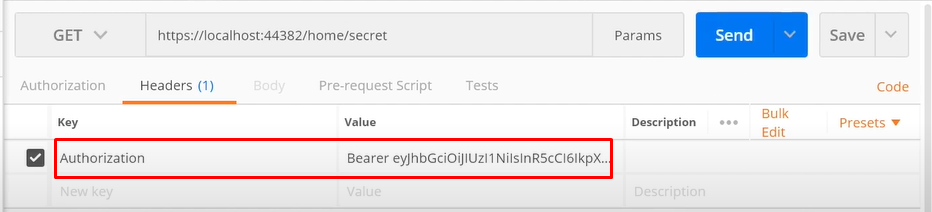 GET https://localhost:44382/home/secret Params Send Save
Authorization Headers (1) Body Pre-request Script Tests Code
Key Value Description ••• Bulk Edit Presets
Authorization Bearer eyJhbGciOiJIUzI1NiIsInR5cCI6IkpX...
New key Value Description